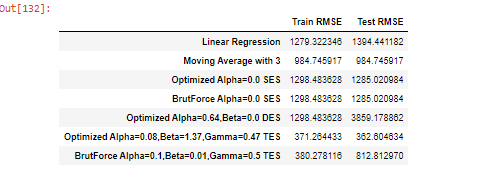 Out[132]:
Train RMSE Test RMSE
Linear Regression 1279.322346 1394.441182
Moving Average with 3 984.745917 984.745917
Optimized Alpha=0.0 SES 1298.483628 1285.020984
BrutForce Alpha=0.0 SES 1298.483628 1285.020984
Optimized Alpha=0.64,Beta=0.0 DES 1298.483628 3859.178862
Optimized Alpha=0.08,Beta=1.37,Gamma=0.47 TES 371.264433 362.604634
BrutForce Alpha=0.1,Beta=0.01,Gamma=0.5 TES 380.278116 812.812970